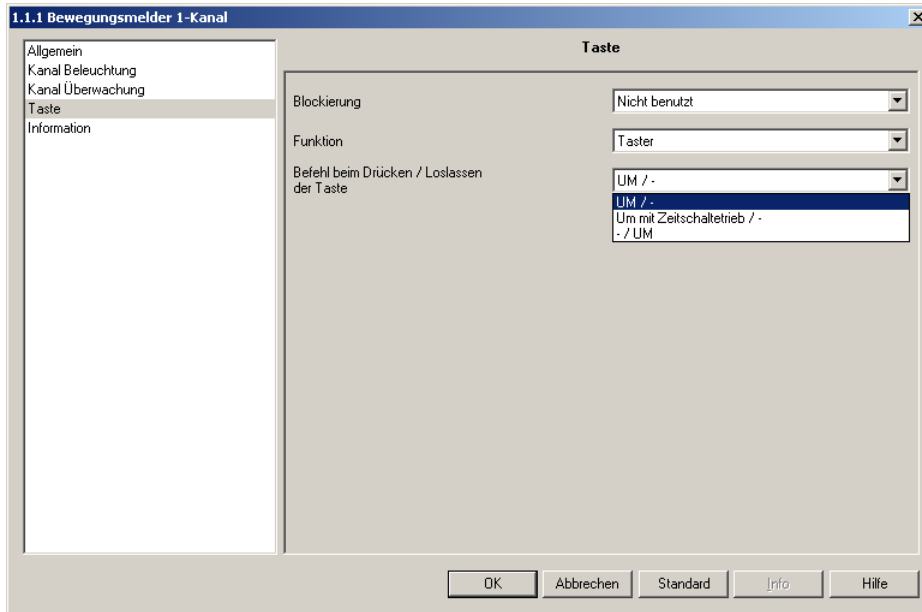 1.1.1 Bewegungsmelder 1-Kanal
Allgemein
Kanal Beleuchtung
Kanal Überwachung
Taste
Information
Taste
Blockierung
Nicht benutzt
Funktion
Taster
Befehl beim Drücken / Loslassen
der Taste
UM / -
UM / -
Um mit Zeitschaltetrieb / -
- / UM
OK
Abbrechen
Standard
Info
Hilfe